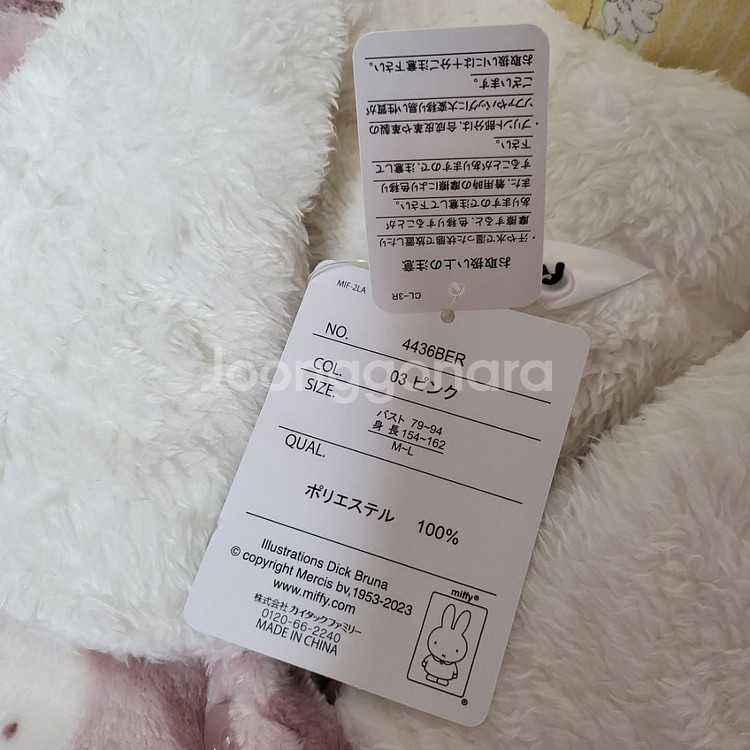 お取扱い上の注意
・汗や水で湿った状態で放置したり
摩擦すると、色移りすることが
ありますので注意して下さい。
また、着用時の摩擦により色移り
することがありますので、注意して
下さい。
・プリント部分は、合成皮革や革製の
ソファやバッグに大変移り易い性質が
ございます。
お取扱いには十分ご注意下さい。
CL-3R
MIF-2LA
NO. 4436BER
COL. 03 ピンク
SIZE.
バスト 79~94
身長 154~162
M~L
QUAL.
ポリエステル 100%
Illustrations Dick Bruna
© copyright Mercis bv,1953-2023
www.miffy.com
株式会社 カイタックファミリー
0120-66-2240
MADE IN CHINA
miffy®
®
Joonggonara